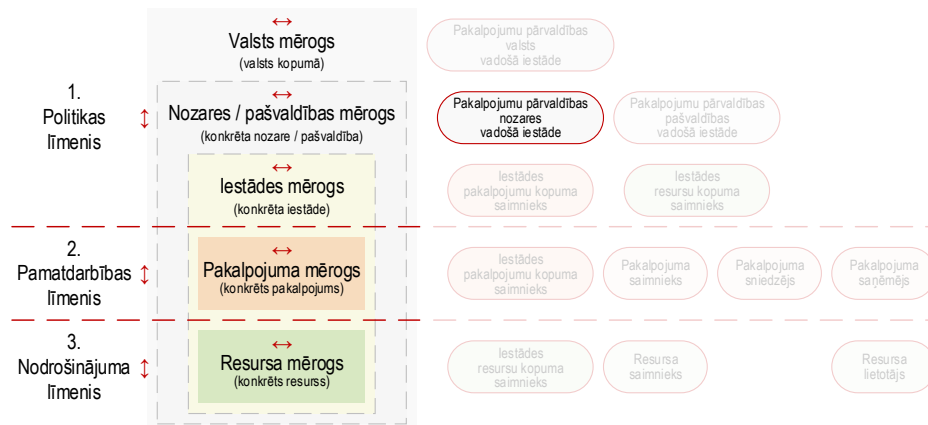 Valsts mērogs
(valsts kopumā)
Pakalpojumu pārvaldības
valsts
vadošā iestāde
1.
Politikas
līmenis
Nozares / pašvaldības mērogs
(konkrēta nozare / pašvaldība)
Pakalpojumu pārvaldības
nozares
vadošā iestāde
Pakalpojumu pārvaldības
pašvaldības
vadošā iestāde
Iestādes mērogs
(konkrēta iestāde)
Iestādes
pakalpojumu kopuma
saimnieks
Iestādes
resursu kopuma
saimnieks
2.
Pamatdarbības
līmenis
Pakalpojuma mērogs
(konkrēts pakalpojums)
Iestādes
pakalpojumu kopuma
saimnieks
Pakalpojuma
saimnieks
Pakalpojuma
sniedzējs
Pakalpojuma
saņēmējs
3.
Nodrošinājuma
līmenis
Resursa mērogs
(konkrēts resurss)
Iestādes
resursu kopuma
saimnieks
Resursa
saimnieks
Resursa
lietotājs